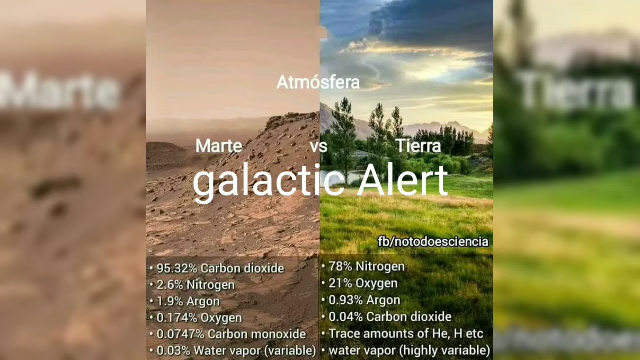 Atmósfera
Marte vs Tierra
galactic Alert
fb/notodoesciencia
• 95.32% Carbon dioxide
• 2.6% Nitrogen
• 1.9% Argon
• 0.174% Oxygen
• 0.0747% Carbon monoxide
• 0.03% Water vapor (variable)
• 78% Nitrogen
• 21% Oxygen
• 0.93% Argon
• 0.04% Carbon dioxide
• Trace amounts of He, H etc
• water vapor (highly variable)
Marte
Tierra